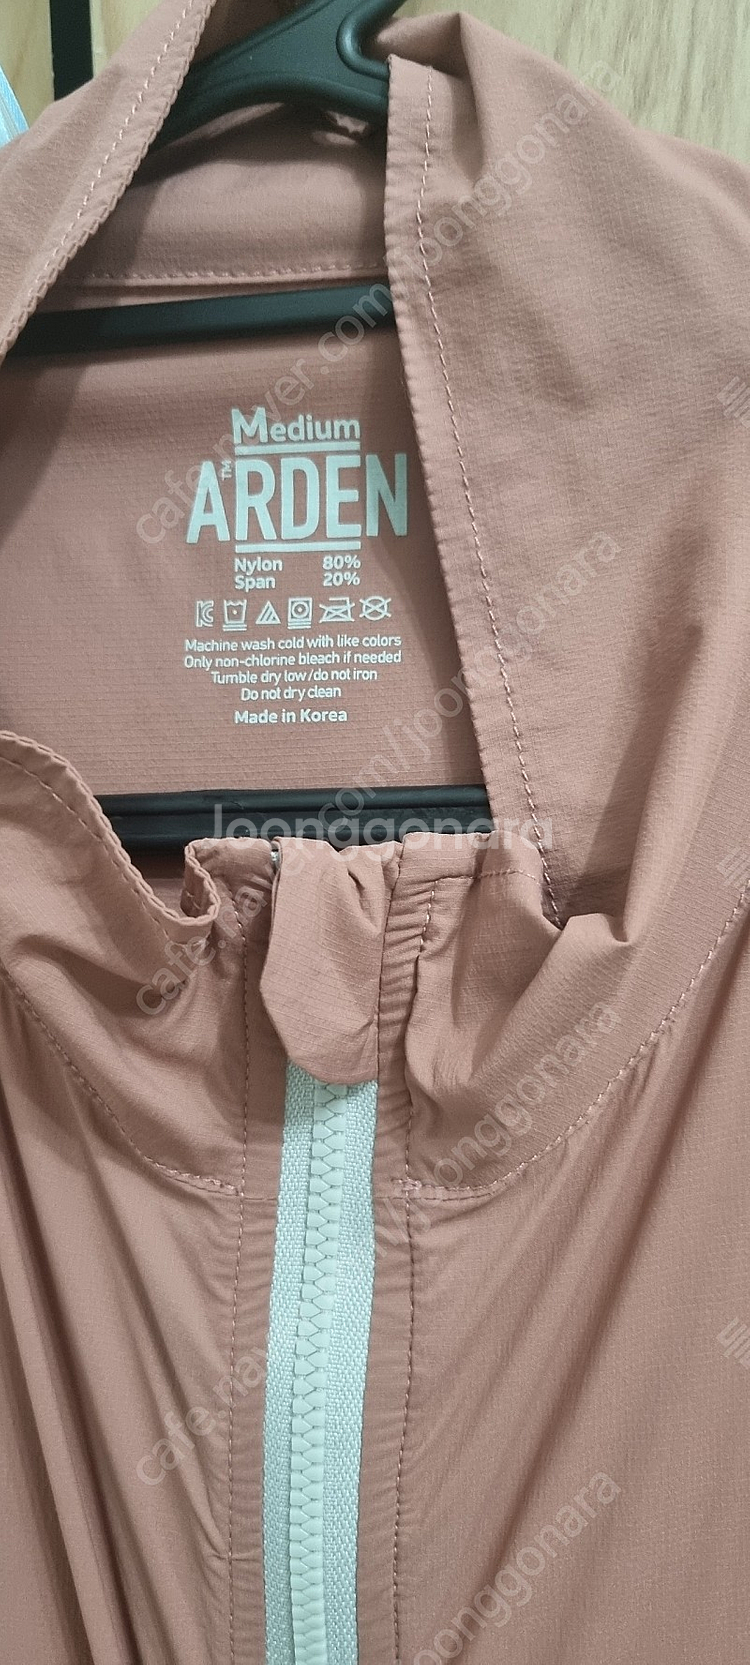 Medium
ARDEN™
Nylon 80%
Span 20%
Machine wash cold with like colors
Only non-chlorine bleach if needed
Tumble dry low/do not iron
Do not dry clean
Made in Korea
Joonggonara
cafe.naver.com/joonggonara
cafe.naver.com/joonggonara
cafe.naver.com/joonggonara